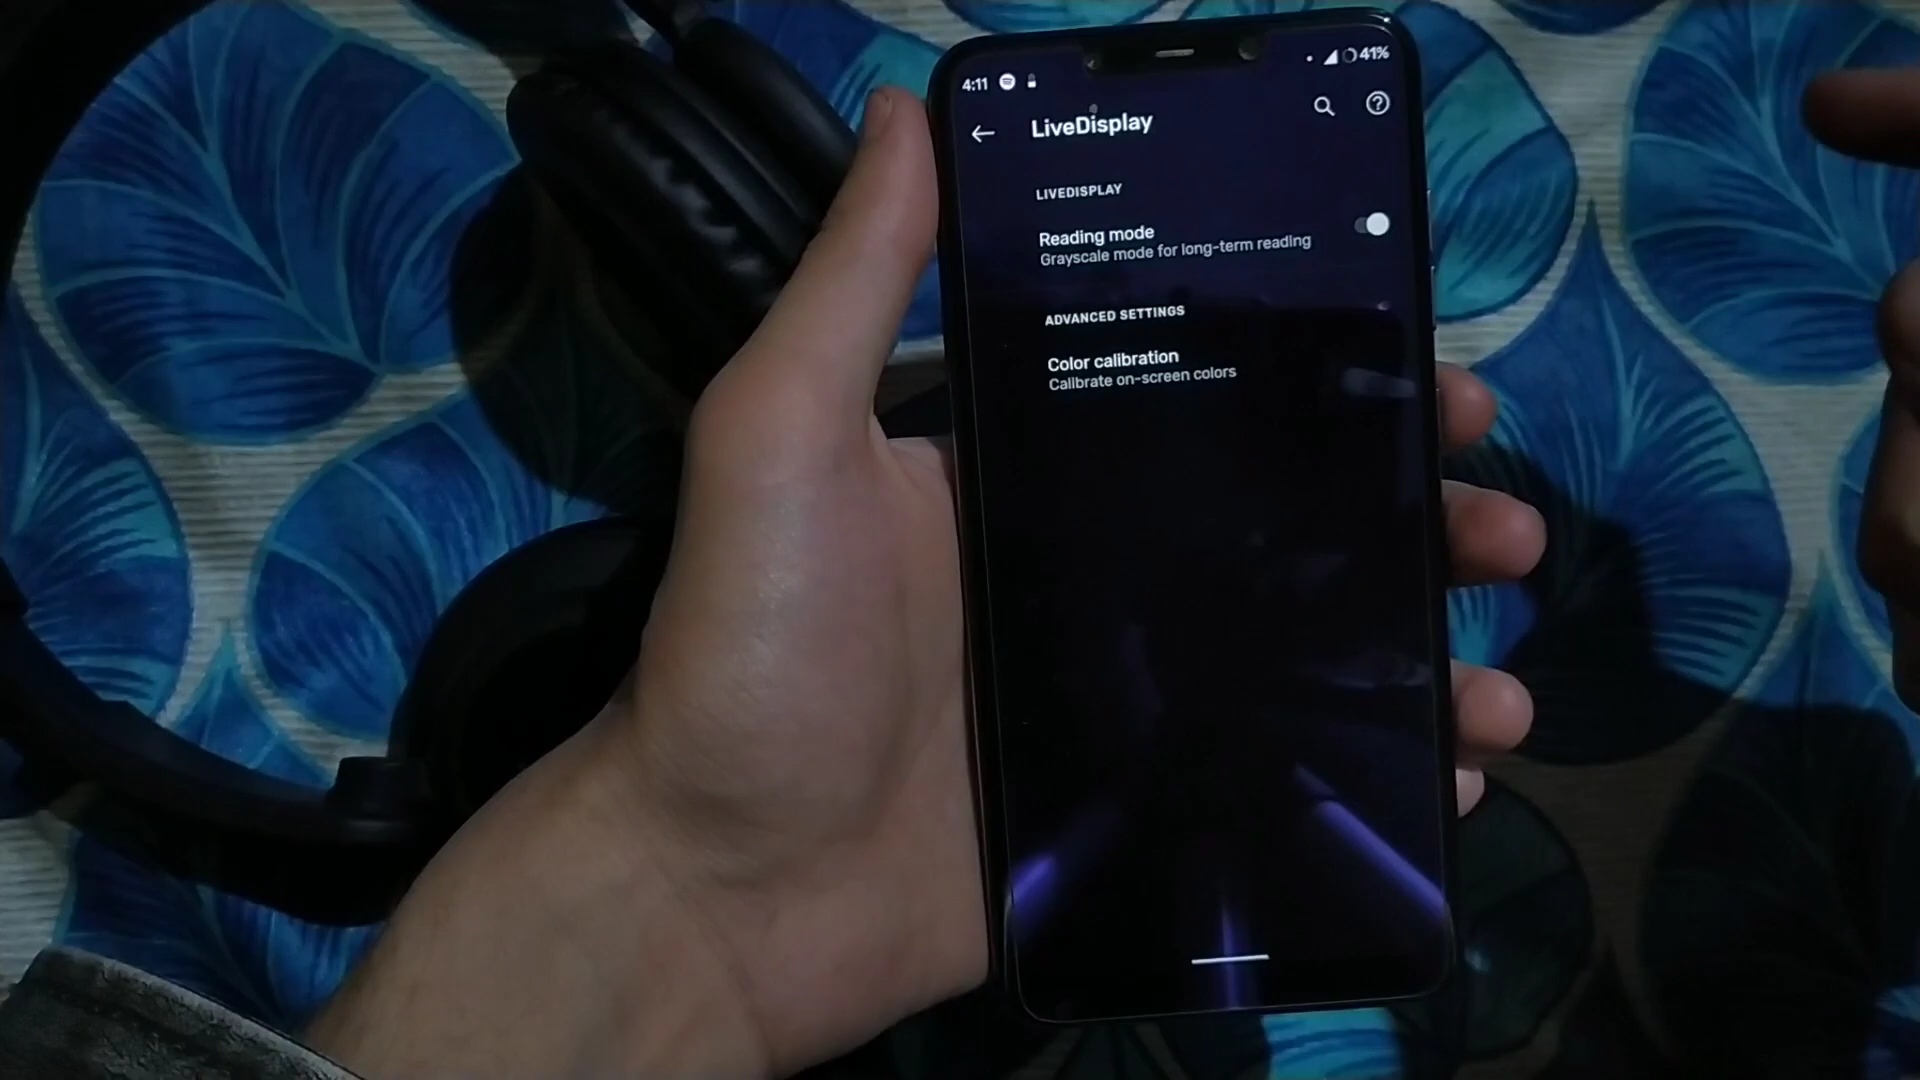 4:11
41%
LiveDisplay
LIVEDISPLAY
Reading mode
Grayscale mode for long-term reading
ADVANCED SETTINGS
Color calibration
Calibrate on-screen colors